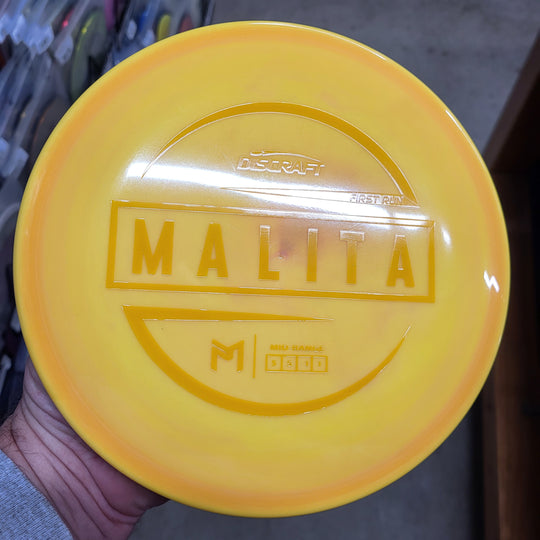 DISCRAFT
FIRST RUN
MALITA
M
MID-RANGE